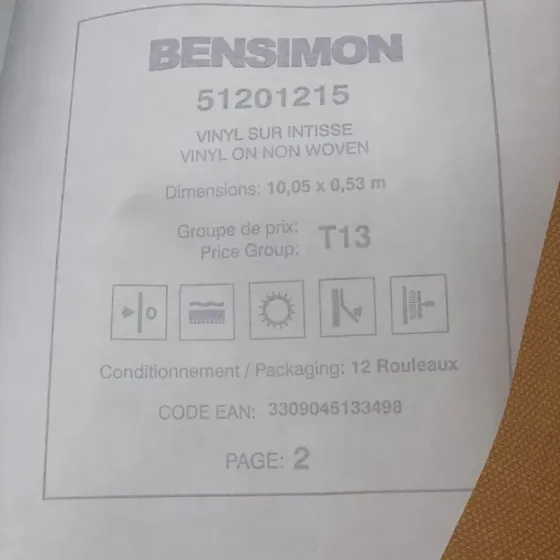 BENSIMON
51201215
VINYL SUR INTISSE
VINYL ON NON WOVEN
Dimensions: 10,05 x 0,53 m
Groupe de prix:
Price Group: T13
→|0
Conditionnement / Packaging: 12 Rouleaux
CODE EAN: 3309045133498
PAGE: 2